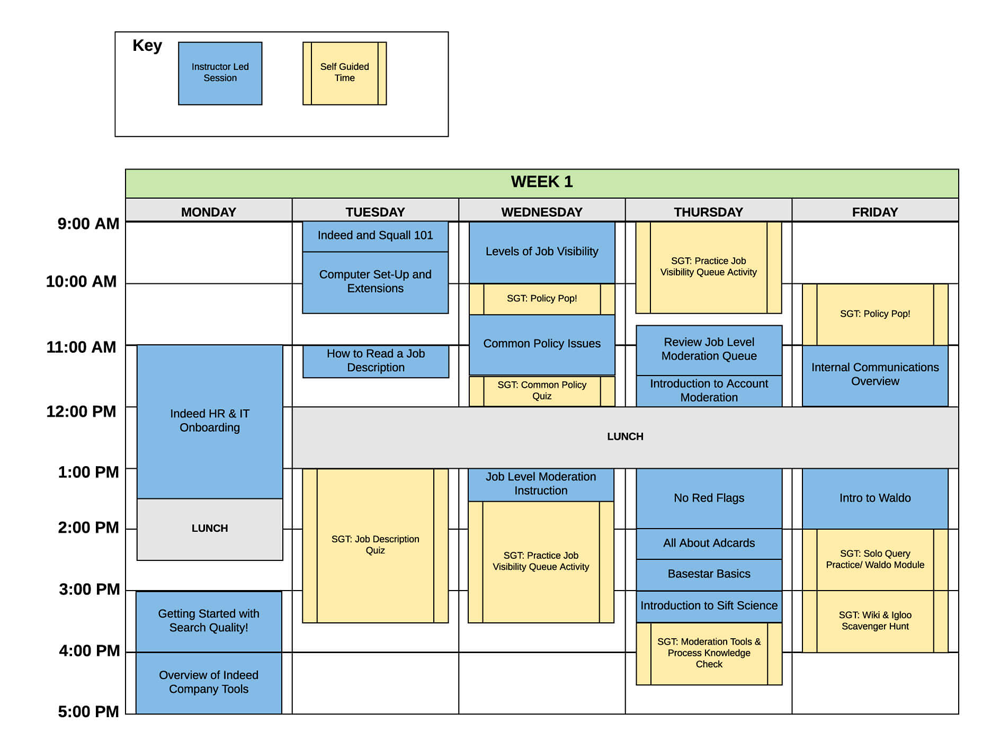 Key
Instructor Led
Session
Self Guided
Time
WEEK 1
MONDAY
TUESDAY
WEDNESDAY
THURSDAY
FRIDAY
9:00 AM
10:00 AM
11:00 AM
12:00 PM
1:00 PM
2:00 PM
3:00 PM
4:00 PM
5:00 PM
Indeed HR & IT
Onboarding
LUNCH
Getting Started with
Search Quality!
Overview of Indeed
Company Tools
Indeed and Squall 101
Computer Set-Up and
Extensions
How to Read a Job
Description
LUNCH
SGT: Job Description
Quiz
Levels of Job Visibility
SGT: Policy Pop!
Common Policy Issues
SGT: Common Policy
Quiz
Job Level Moderation
Instruction
SGT: Practice Job
Visibility Queue Activity
SGT: Practice Job
Visibility Queue Activity
Review Job Level
Moderation Queue
Introduction to Account
Moderation
No Red Flags
All About Adcards
Basestar Basics
Introduction to Sift Science
SGT: Moderation Tools &
Process Knowledge
Check
SGT: Policy Pop!
Internal Communications
Overview
Intro to Waldo
SGT: Solo Query
Practice/ Waldo Module
SGT: Wiki & Igloo
Scavenger Hunt